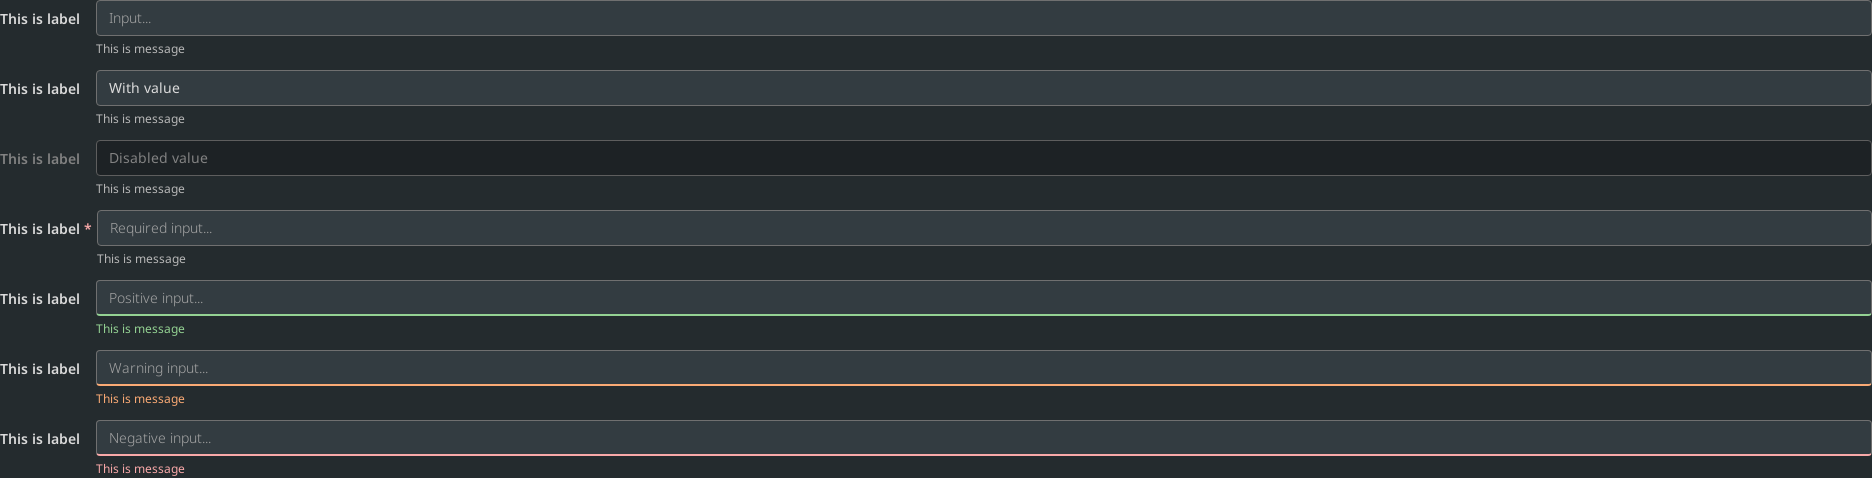 This is label Input...
This is message
This is label With value
This is message
This is label Disabled value
This is message
This is label * Required input...
This is message
This is label Positive input...
This is message
This is label Warning input...
This is message
This is label Negative input...
This is message